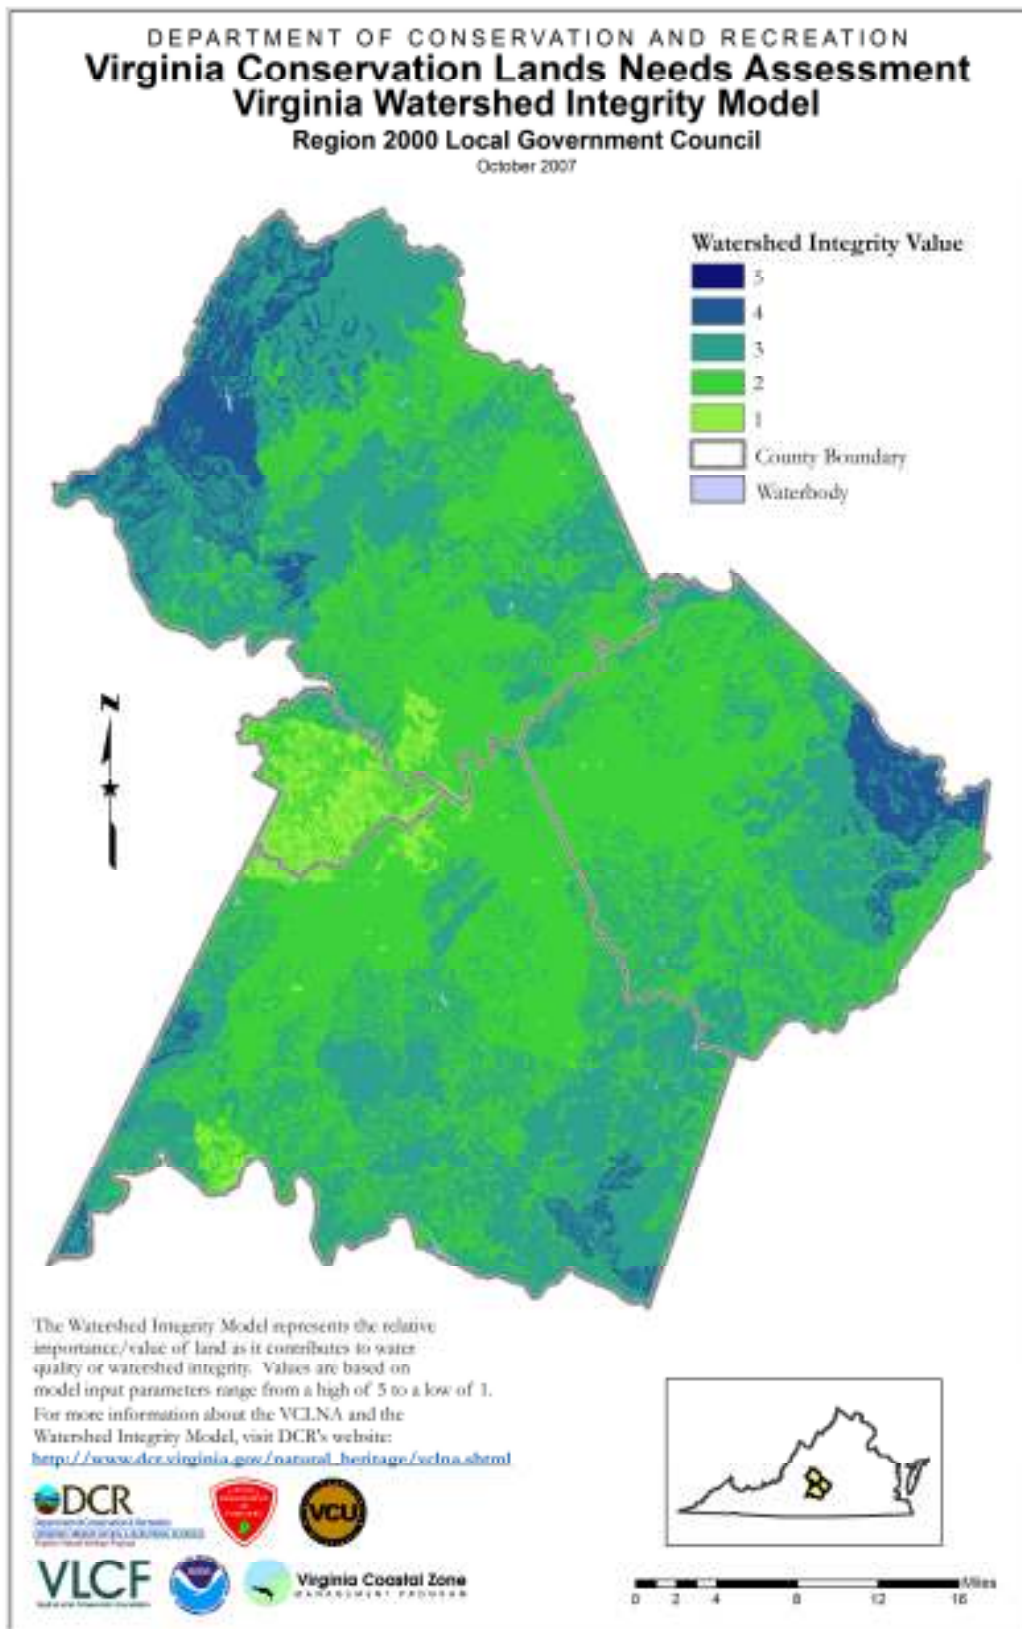 DEPARTMENT OF CONSERVATION AND RECREATION
Virginia Conservation Lands Needs Assessment
Virginia Watershed Integrity Model
Region 2000 Local Government Council
October 2007
Watershed Integrity Value
5
4
3
2
1
County Boundary
Waterbody
N
The Watershed Integrity Model represents the relative
importance/value of land as it contributes to water
quality or watershed integrity. Values are based on
model input parameters range from a high of 5 to a low of 1.
For more information about the VCLNA and the
Watershed Integrity Model, visit DCR's website:
http://www.dcr.virginia.gov/natural_heritage/vclna.shtml
DCR
Department of Conservation & Recreation
VCU
VLCF
NOAA
Virginia Coastal Zone
MANAGEMENT PROGRAM
Miles
0 2 4 8 12 16